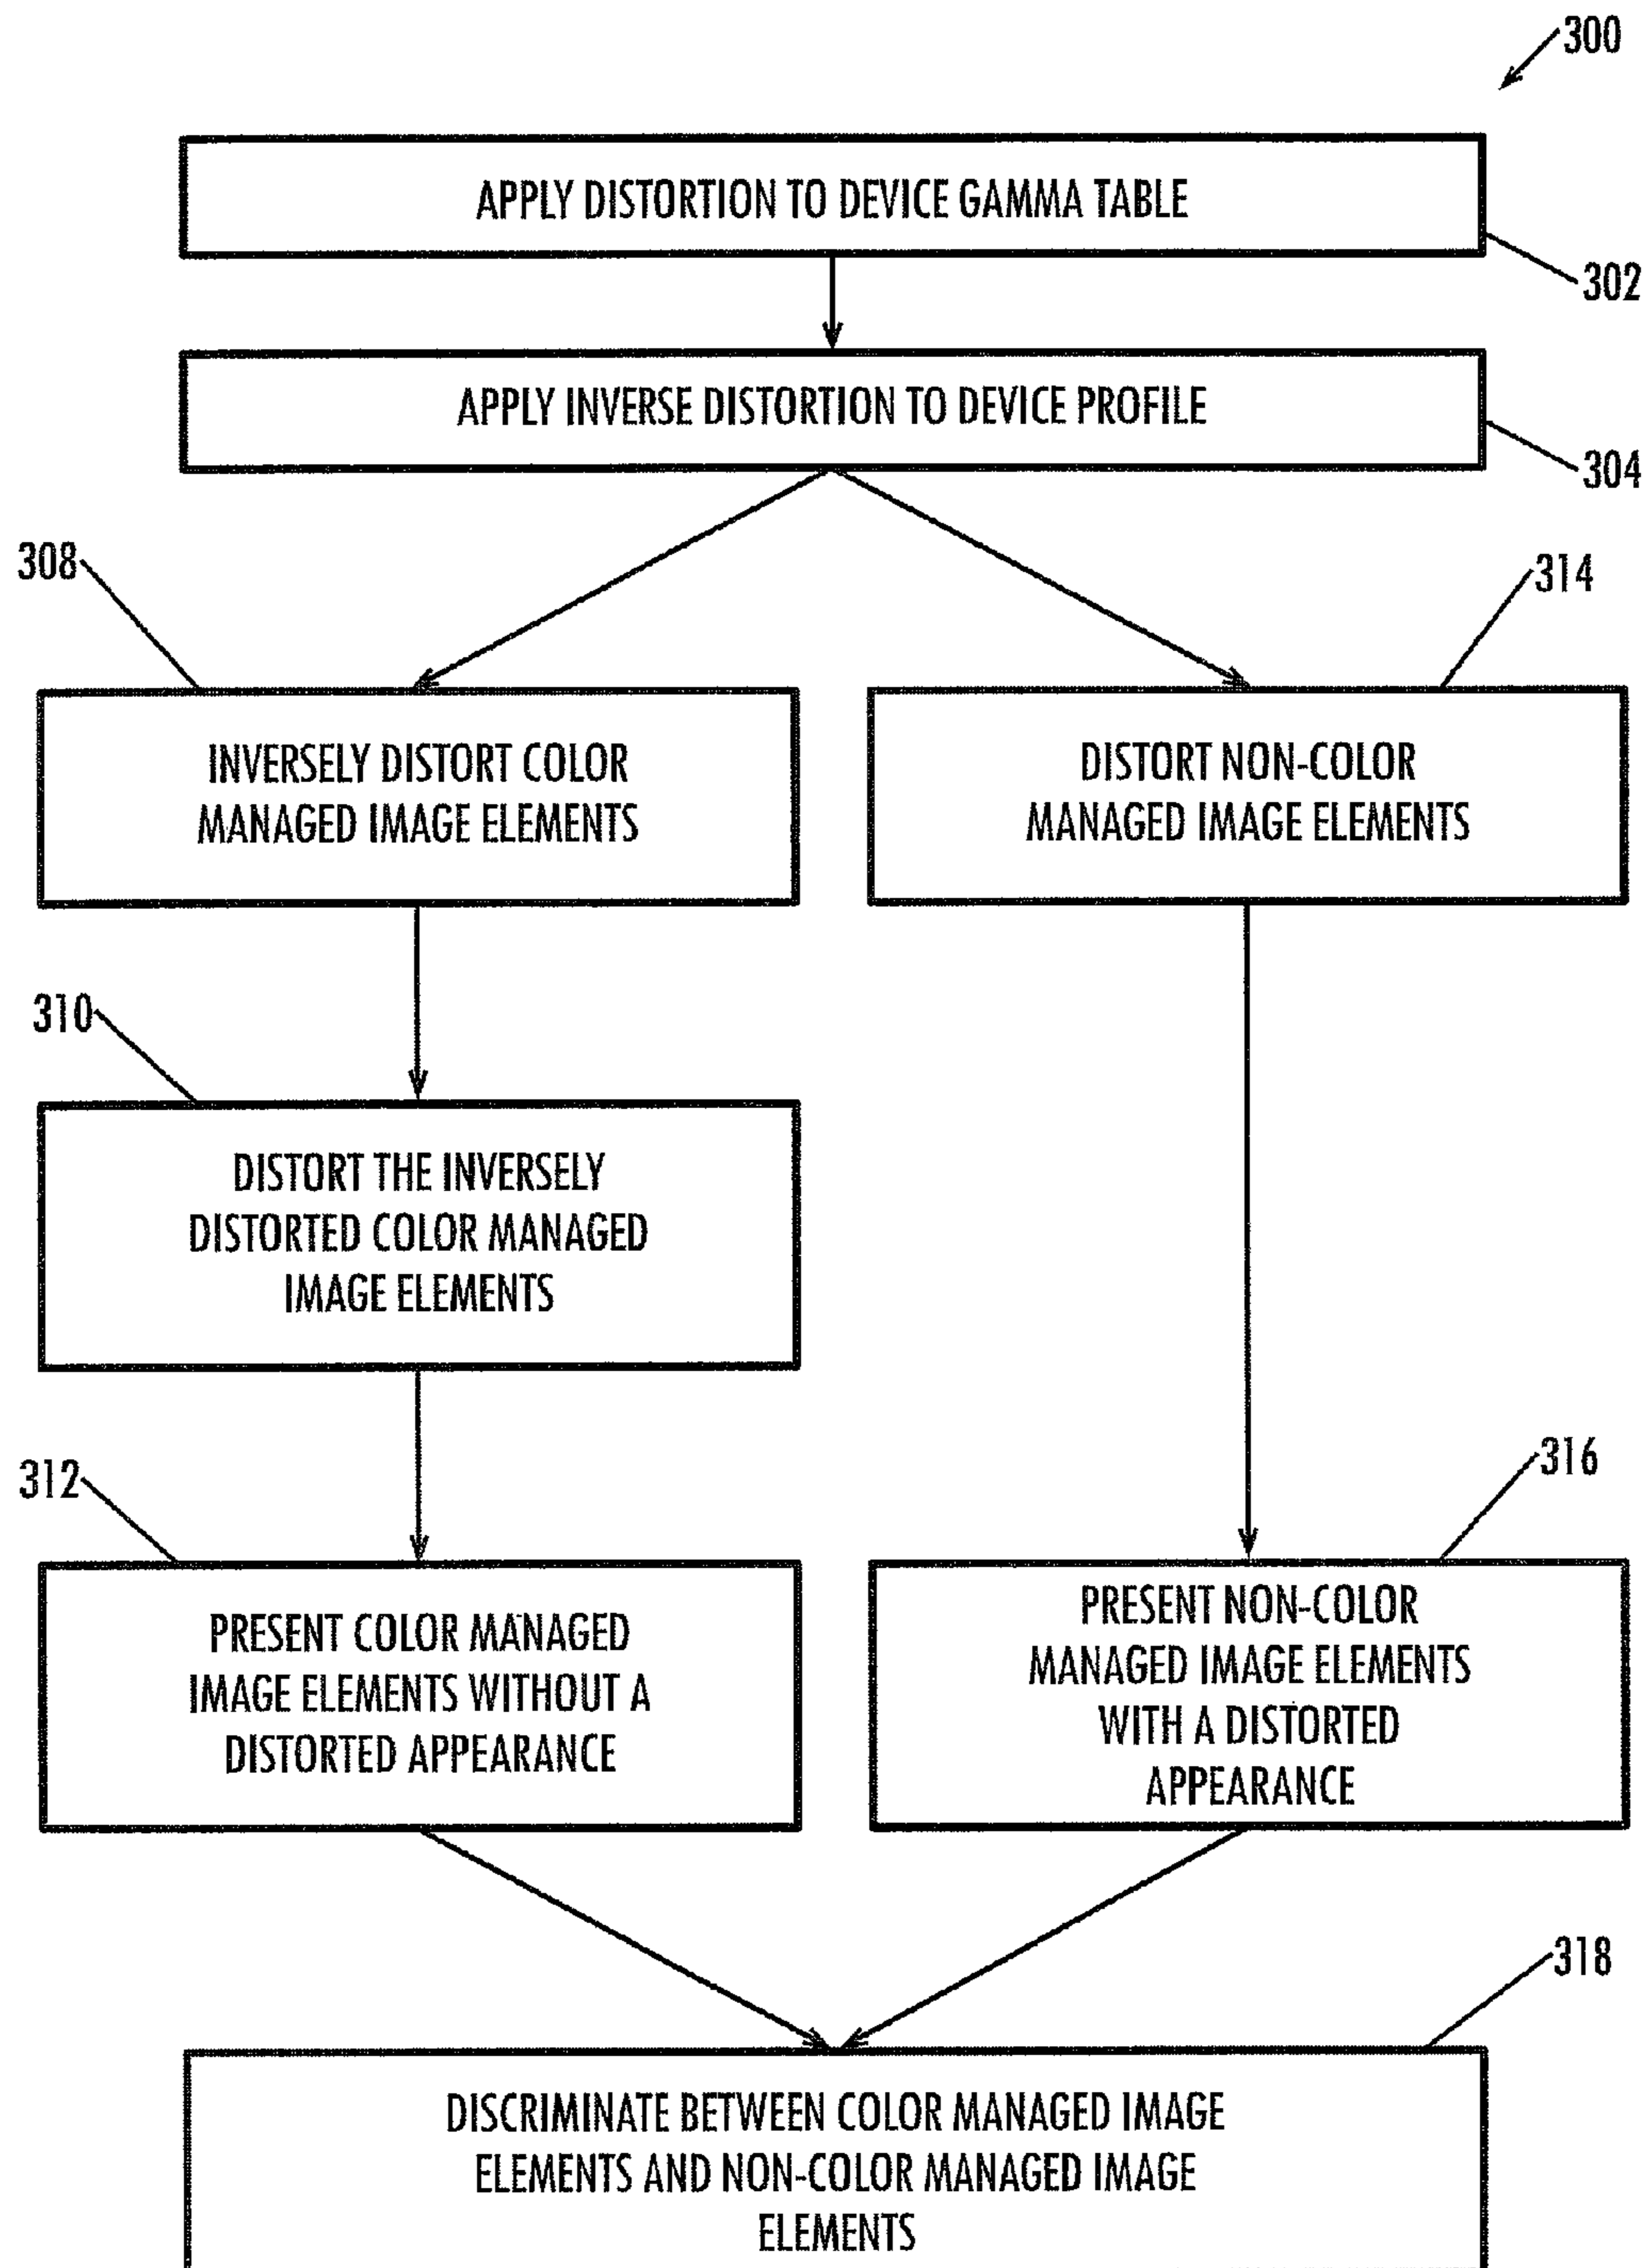 300
APPLY DISTORTION TO DEVICE GAMMA TABLE
302
APPLY INVERSE DISTORTION TO DEVICE PROFILE
304
308
314
INVERSELY DISTORT COLOR
MANAGED IMAGE ELEMENTS
DISTORT NON-COLOR
MANAGED IMAGE ELEMENTS
310
DISTORT THE INVERSELY
DISTORTED COLOR MANAGED
IMAGE ELEMENTS
312
316
PRESENT COLOR MANAGED
IMAGE ELEMENTS WITHOUT A
DISTORTED APPEARANCE
PRESENT NON-COLOR
MANAGED IMAGE ELEMENTS
WITH A DISTORTED
APPEARANCE
318
DISCRIMINATE BETWEEN COLOR MANAGED IMAGE
ELEMENTS AND NON-COLOR MANAGED IMAGE
ELEMENTS